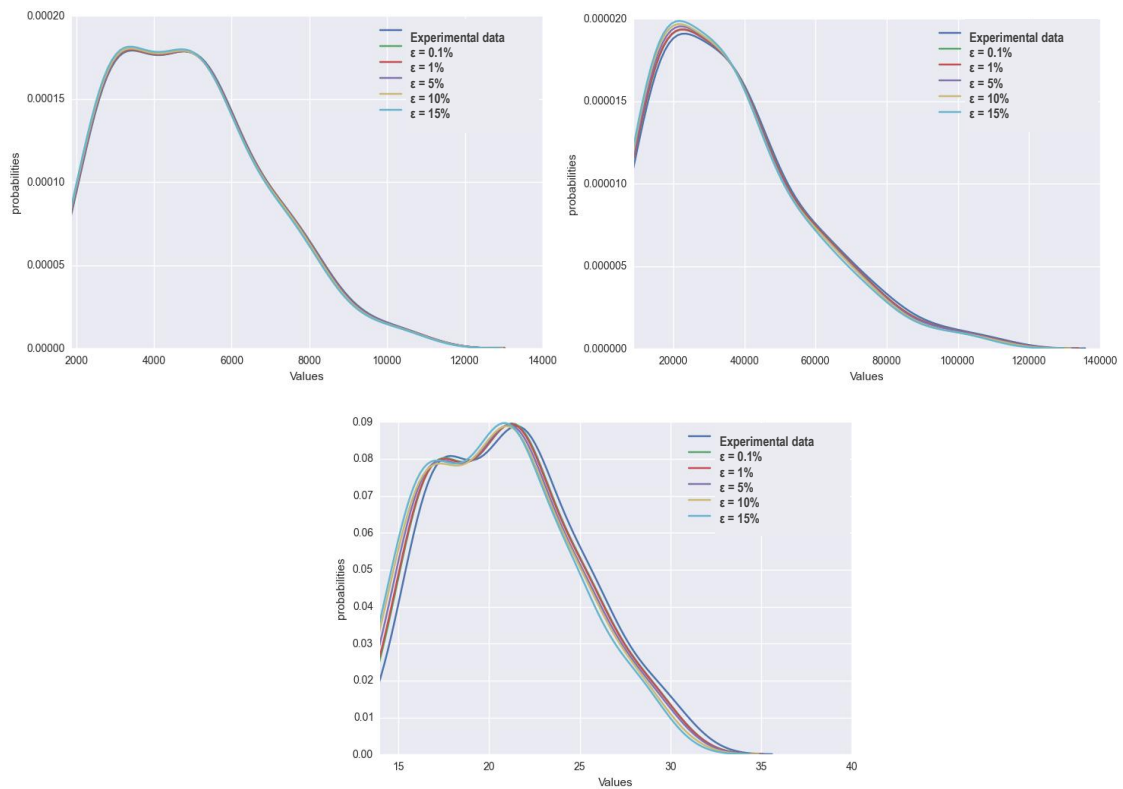 0.00020
0.00015
0.00010
0.00005
0.00000
probabilities
2000 4000 6000 8000 10000 12000 14000
Values
Experimental data
ε = 0.1%
ε = 1%
ε = 5%
ε = 10%
ε = 15%
0.000020
0.000015
0.000010
0.000005
0.000000
probabilities
20000 40000 60000 80000 100000 120000 140000
Values
Experimental data
ε = 0.1%
ε = 1%
ε = 5%
ε = 10%
ε = 15%
0.09
0.08
0.07
0.06
0.05
0.04
0.03
0.02
0.01
0.00
probabilities
15 20 25 30 35 40
Values
Experimental data
ε = 0.1%
ε = 1%
ε = 5%
ε = 10%
ε = 15%